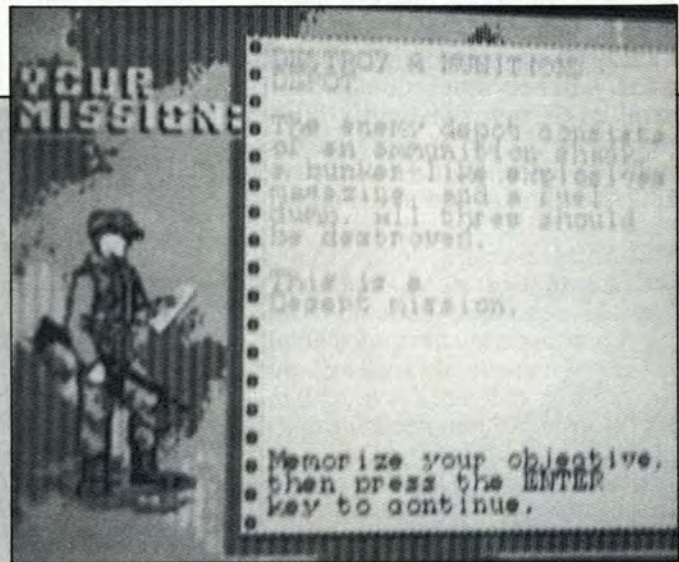 YOUR
MISSION:
DESTROY A MUNITIONS
DEPOT
The enemy depot consists
of an ammunition shed,
a bunker-like explosives
magazine, and a fuel
dump. All three should
be destroyed.
This is a
Desert mission.
Memorize your objective,
then press the ENTER
key to continue.